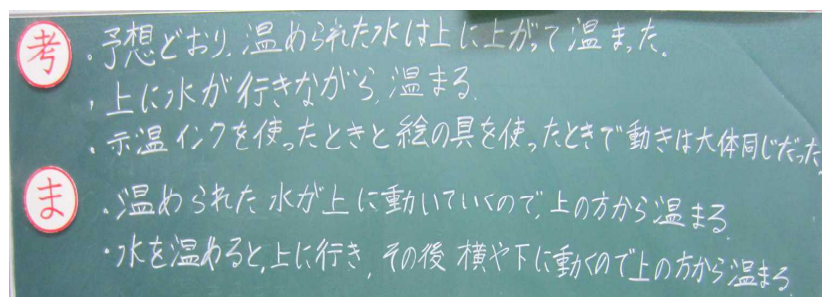 考 ・予想どおり、温められた水は上に上がって温まった。
・上に水が行きながら、温まる。
・示温インクを使ったときと絵の具を使ったときで動きは大体同じだった。
ま ・温められた水が上に動いていくので、上の方から温まる。
・水を温めると、上に行き、その後横や下に動くので上の方から温まる。